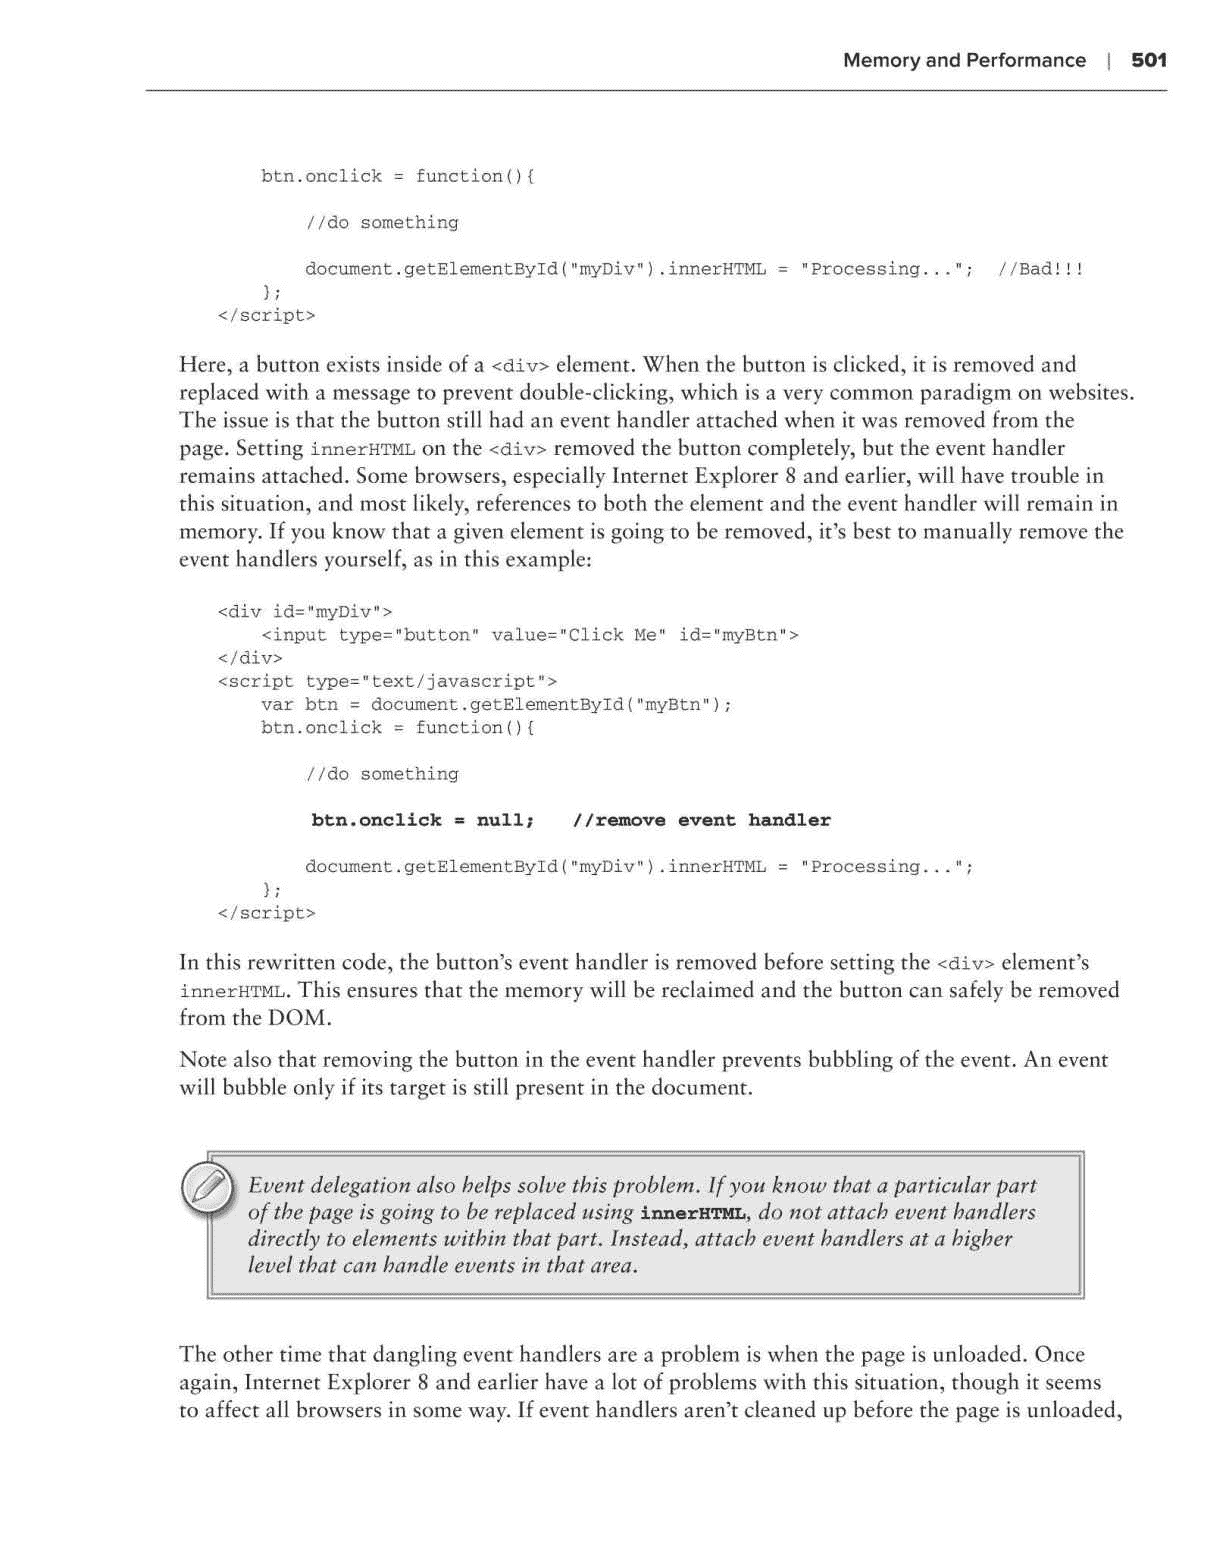 Memory and Performance | 501
btn.onclick = function(){
//do something
document.getElementById("myDiv").innerHTML = "Processing..."; //Bad!!!
};
</script>
Here, a button exists inside of a <div> element. When the button is clicked, it is removed and
replaced with a message to prevent double-clicking, which is a very common paradigm on websites.
The issue is that the button still had an event handler attached when it was removed from the
page. Setting innerHTML on the <div> removed the button completely, but the event handler
remains attached. Some browsers, especially Internet Explorer 8 and earlier, will have trouble in
this situation, and most likely, references to both the element and the event handler will remain in
memory. If you know that a given element is going to be removed, it's best to manually remove the
event handlers yourself, as in this example:
<div id="myDiv">
<input type="button" value="Click Me" id="myBtn">
</div>
<script type="text/javascript">
var btn = document.getElementById("myBtn");
btn.onclick = function(){
//do something
btn.onclick = null; //remove event handler
document.getElementById("myDiv").innerHTML = "Processing...";
};
</script>
In this rewritten code, the button's event handler is removed before setting the <div> element's
innerHTML. This ensures that the memory will be reclaimed and the button can safely be removed
from the DOM.
Note also that removing the button in the event handler prevents bubbling of the event. An event
will bubble only if its target is still present in the document.
Event delegation also helps solve this problem. If you know that a particular part
of the page is going to be replaced using innerHTML, do not attach event handlers
directly to elements within that part. Instead, attach event handlers at a higher
level that can handle events in that area.
The other time that dangling event handlers are a problem is when the page is unloaded. Once
again, Internet Explorer 8 and earlier have a lot of problems with this situation, though it seems
to affect all browsers in some way. If event handlers aren't cleaned up before the page is unloaded,